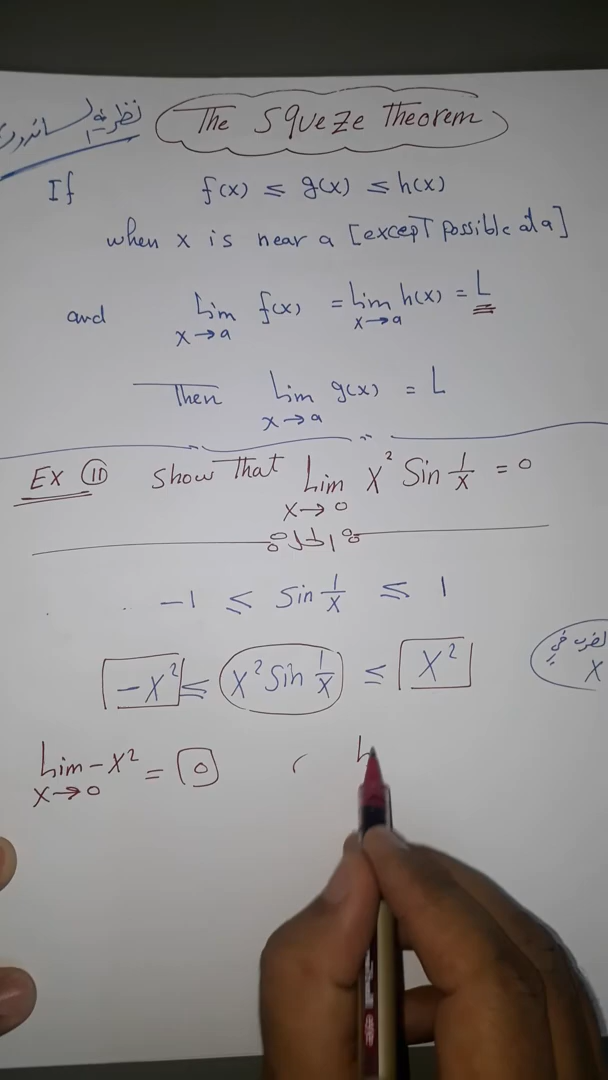 نظرية الساندوتش
The Squeze Theorem
If f(x) ≤ g(x) ≤ h(x)
when x is near a [except possible at a]
and Lim x→a f(x) = Lim x→a h(x) = L
Then Lim x→a g(x) = L
EX 11 Show That Lim x→0 x² Sin 1/x = 0
الحل
-1 ≤ Sin 1/x ≤ 1
-x² ≤ x² Sin 1/x ≤ x²
x
Lim x→0 -x² = 0 ,